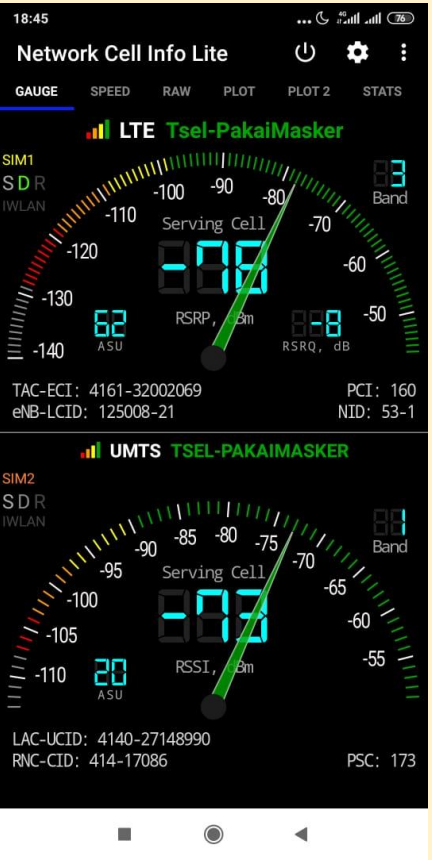 18:45 ... 4G 76
Network Cell Info Lite
GAUGE SPEED RAW PLOT PLOT 2 STATS
LTE Tsel-PakaiMasker
SIM1
S D R
IWLAN
3
Band
-140 -130 -120 -110 -100 -90 -80 -70 -60 -50
Serving Cell
-78
RSRP, dBm
62
ASU
-8
RSRQ, dB
TAC-ECI: 4161-32002069 PCI: 160
eNB-LCID: 125008-21 NID: 53-1
UMTS TSEL-PAKAIMASKER
SIM2
S D R
IWLAN
1
Band
-110 -105 -100 -95 -90 -85 -80 -75 -70 -65 -60 -55
Serving Cell
-73
RSSI, dBm
20
ASU
LAC-UCID: 4140-27148990
RNC-CID: 414-17086 PSC: 173